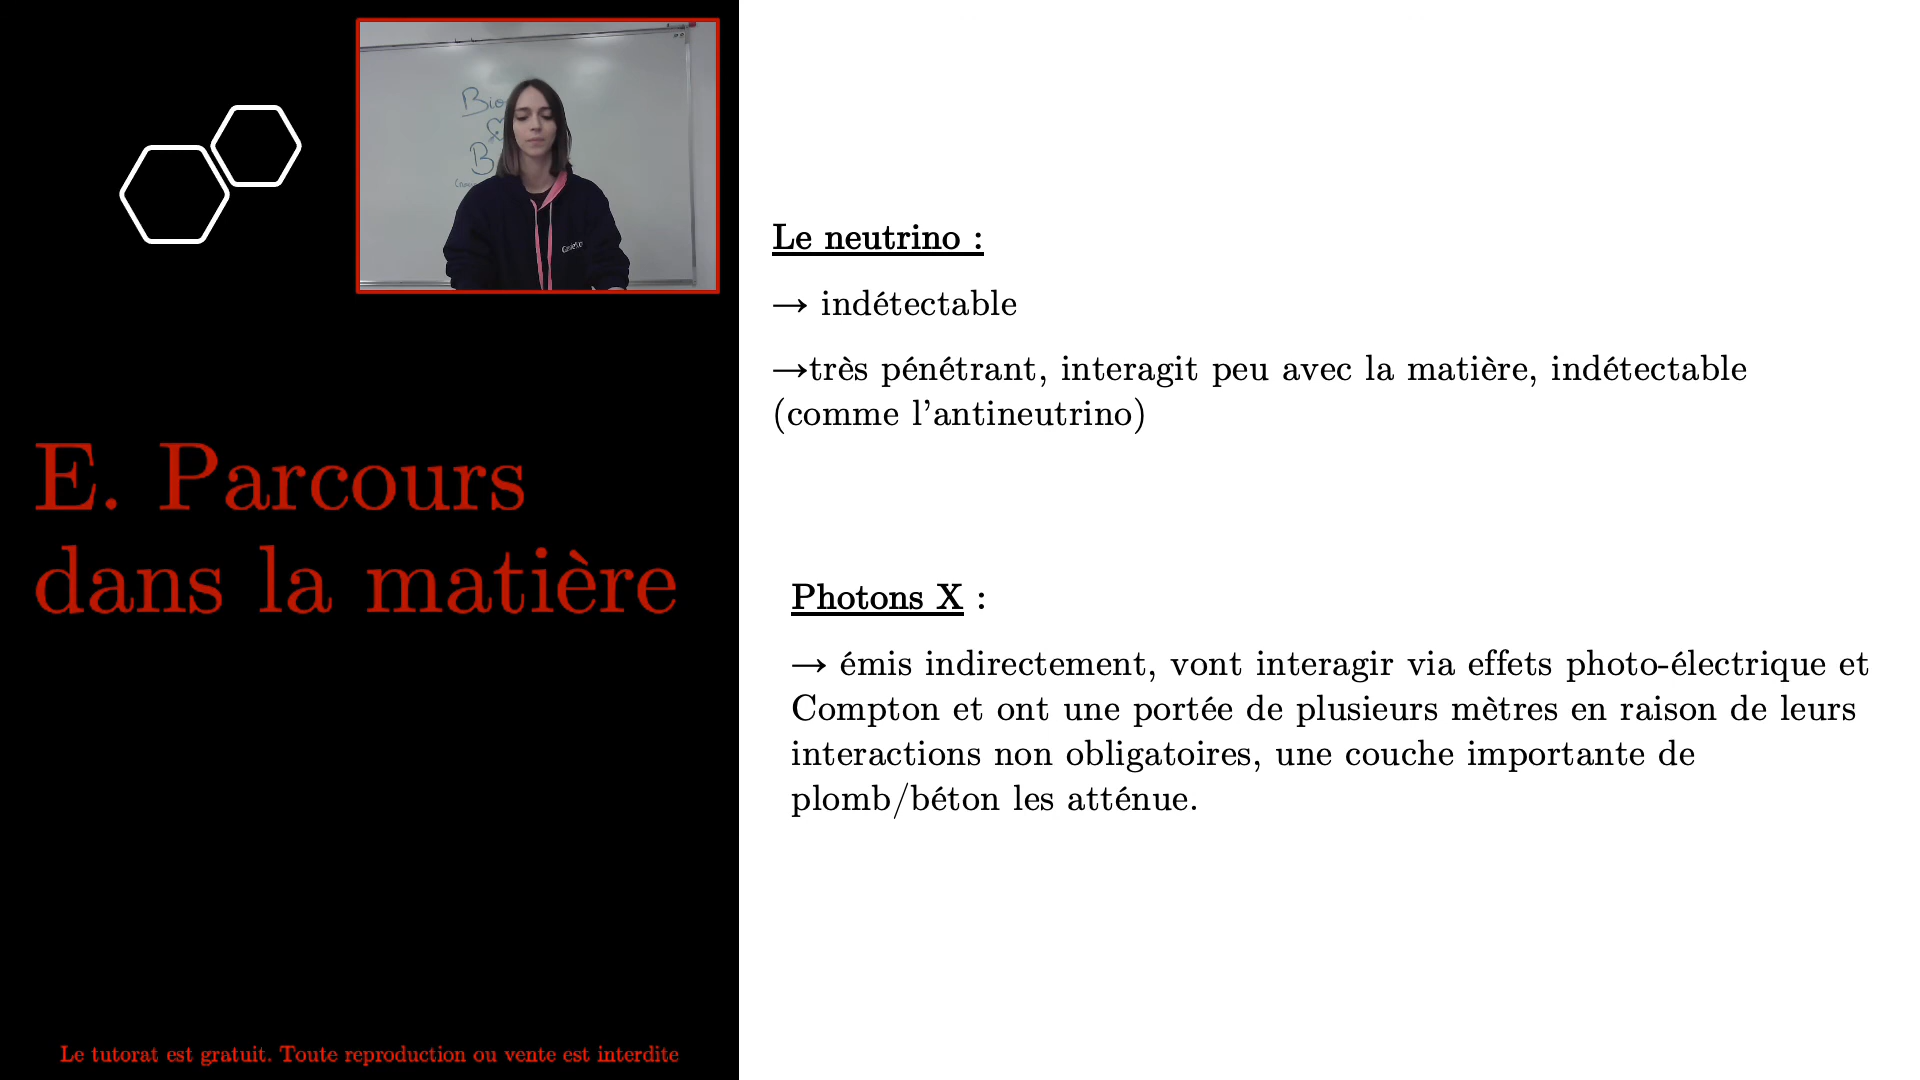 E. Parcours
dans la matière
Le tutorat est gratuit. Toute reproduction ou vente est interdite
Le neutrino :
→ indétectable
→très pénétrant, interagit peu avec la matière, indétectable
(comme l'antineutrino)
Photons X :
→ émis indirectement, vont interagir via effets photo-électrique et
Compton et ont une portée de plusieurs mètres en raison de leurs
interactions non obligatoires, une couche importante de
plomb/béton les atténue.